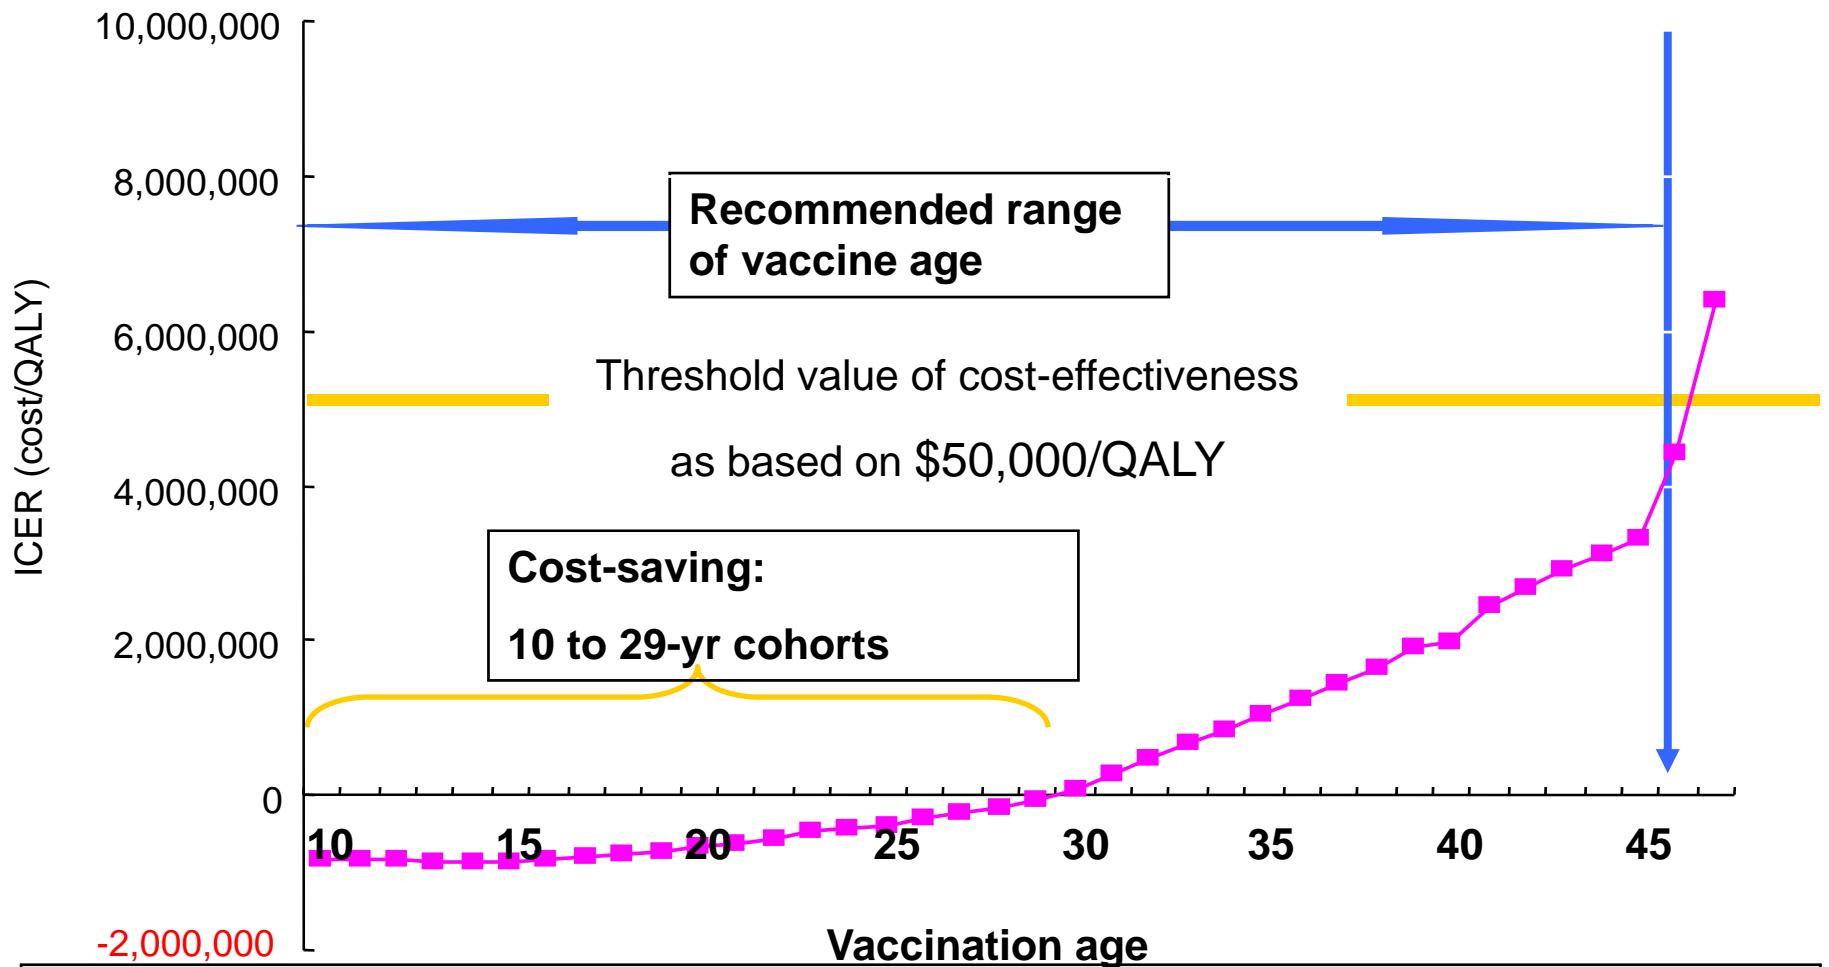 10,000,000
8,000,000
6,000,000
4,000,000
2,000,000
0
-2,000,000
ICER (cost/QALY)
Recommended range
of vaccine age
Threshold value of cost-effectiveness
as based on $50,000/QALY
Cost-saving:
10 to 29-yr cohorts
10 15 20 25 30 35 40 45
Vaccination age